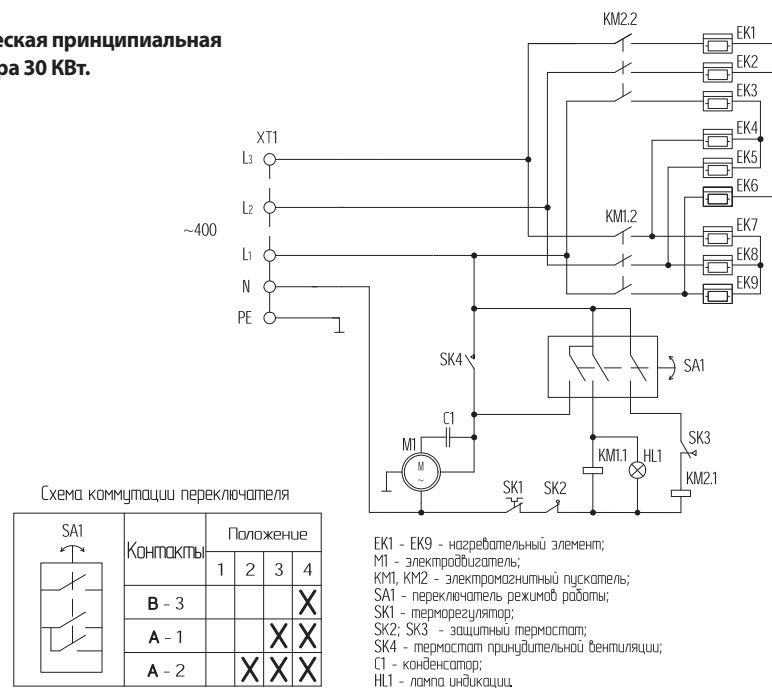 еская принципиальная
ра 30 КВт.
KM2.2
EK1
EK2
EK3
EK4
EK5
EK6
KM1.2
EK7
EK8
EK9
XT1
L3
L2
~400
L1
N
PE
SK4
SA1
C1
M1
M
~
SK1
SK2
KM1.1
HL1
SK3
KM2.1
Схема коммутации переключателя
SA1
Контакты
Положение
1 2 3 4
B - 3 X
A - 1 X X
A - 2 X X X
EK1 - EK9 - нагревательный элемент;
M1 - электродвигатель;
KM1, KM2 - электромагнитный пускатель;
SA1 - переключатель режимов работы;
SK1 - терморегулятор;
SK2; SK3 - защитный термостат;
SK4 - термостат принудительной вентиляции;
C1 - конденсатор;
HL1 - лампа индикации.